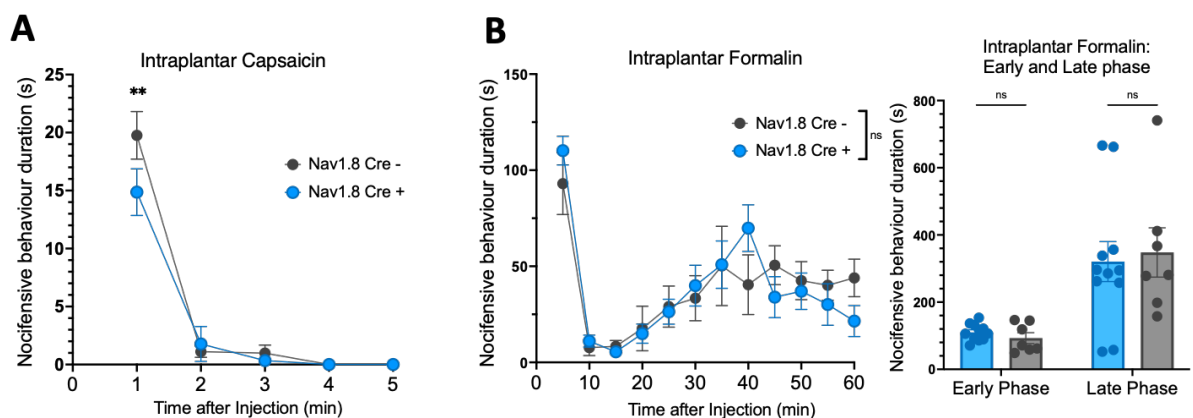 A
Intraplantar Capsaicin
Nocifensive behaviour duration (s)
25
20
15
10
5
0
**
Nav1.8 Cre -
Nav1.8 Cre +
0 1 2 3 4 5
Time after Injection (min)
B
Intraplantar Formalin
Nocifensive behaviour duration (s)
150
100
50
0
Nav1.8 Cre -
Nav1.8 Cre +
ns
0 10 20 30 40 50 60
Time after Injection (min)
Intraplantar Formalin:
Early and Late phase
Nocifensive behaviour duration (s)
800
600
400
200
0
ns ns
Early Phase Late Phase